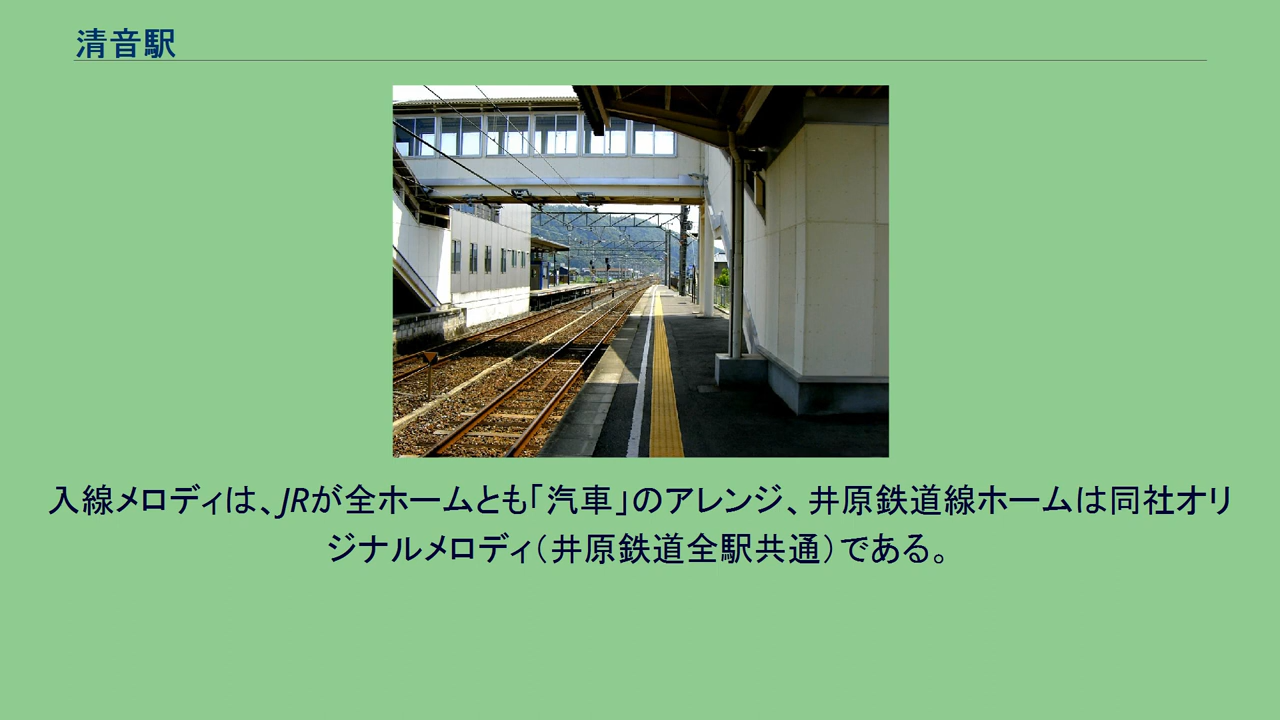 清音駅
入線メロディは、JRが全ホームとも「汽車」のアレンジ、井原鉄道線ホームは同社オリ
ジナルメロディ（井原鉄道全駅共通）である。